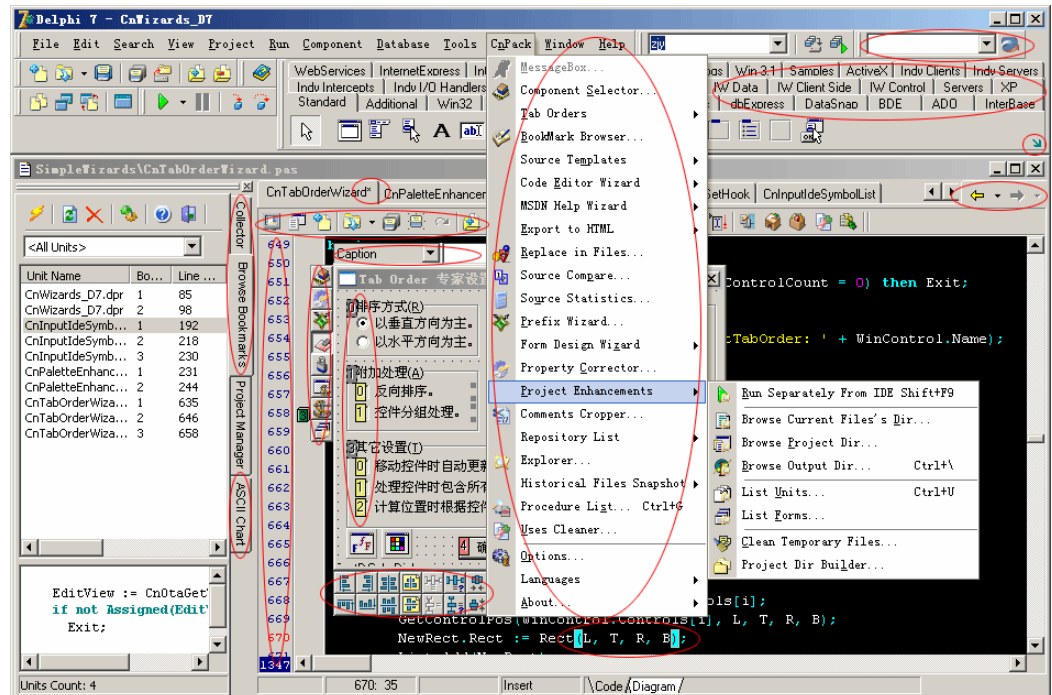 Delphi 7 - CnWizards_D7
File Edit Search View Project Run Component Database Tools CnPack Window Help
zjy
WebServices InternetExpress Win 3.1 Samples ActiveX Indy Clients Indy Servers
Indy Intercepts Indy I/O Handlers IW Data IW Client Side IW Control Servers XP
Standard Additional Win32 dbExpress DataSnap BDE ADO InterBase
SimpleWizards\CnTabOrderWizard.pas
CnTabOrderWizard* CnPaletteEnhancem SetHook CnInputIdeSymbolList
<All Units>
Unit Name Bo... Line ...
CnWizards_D7.dpr 1 85
CnWizards_D7.dpr 2 98
CnInputIdeSymb... 1 192
CnInputIdeSymb... 2 218
CnInputIdeSymb... 3 230
CnPaletteEnhanc... 1 231
CnPaletteEnhanc... 2 244
CnTabOrderWiza... 1 635
CnTabOrderWiza... 2 646
CnTabOrderWiza... 3 658
EditView := CnOtaGet
if not Assigned(Edit
Exit;
Units Count: 4
Collector
Browse Bookmarks
Project Manager
ASCII Chart
649
650
651
652
653
654
655
656
657
658
659
660
661
662
663
664
665
666
667
668
669
670
671
1347
Caption
Tab Order 专家设
0 排序方式(R)
以垂直方向为主。
以水平方向为主。
1 附加处理(A)
0 反向排序。
1 控件分组处理。
其它设置(T)
0 移动控件时自动更新
1 处理控件时包含所有
2 计算位置时根据控件
4 确
MessageBox...
Component Selector...
Tab Orders
BookMark Browser...
Source Templates
Code Editor Wizard
MSDN Help Wizard
Export to HTML
Replace in Files...
Source Compare...
Source Statistics...
Prefix Wizard...
Form Design Wizard
Property Corrector...
Project Enhancements
Comments Cropper...
Repository List
Explorer...
Historical Files Snapshot
Procedure List... Ctrl+G
Uses Cleaner...
Options...
Languages
About...
Run Separately From IDE Shift+F9
Browse Current Files's Dir...
Browse Project Dir...
Browse Output Dir... Ctrl+\
List Units... Ctrl+U
List Forms...
Clean Temporary Files...
Project Dir Builder...
ControlCount = 0) then Exit;
cTabOrder: ' + WinControl.Name);
ols[i];
GetControlPos(WinControl.Controls[i], L, T, R, B);
NewRect.Rect := Rect(L, T, R, B);
670: 35 Insert Code Diagram